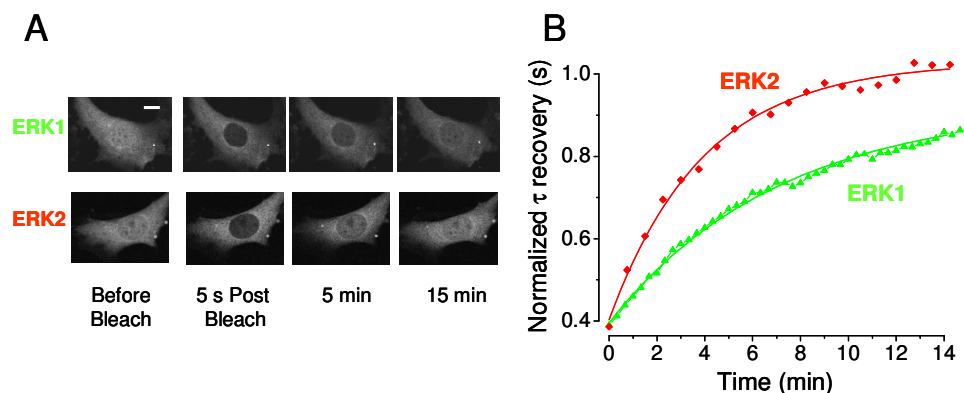 A
B
ERK1
ERK2
Before
Bleach
5 s Post
Bleach
5 min
15 min
Normalized τ recovery (s)
1.0
0.8
0.6
0.4
ERK2
ERK1
0 2 4 6 8 10 12 14
Time (min)